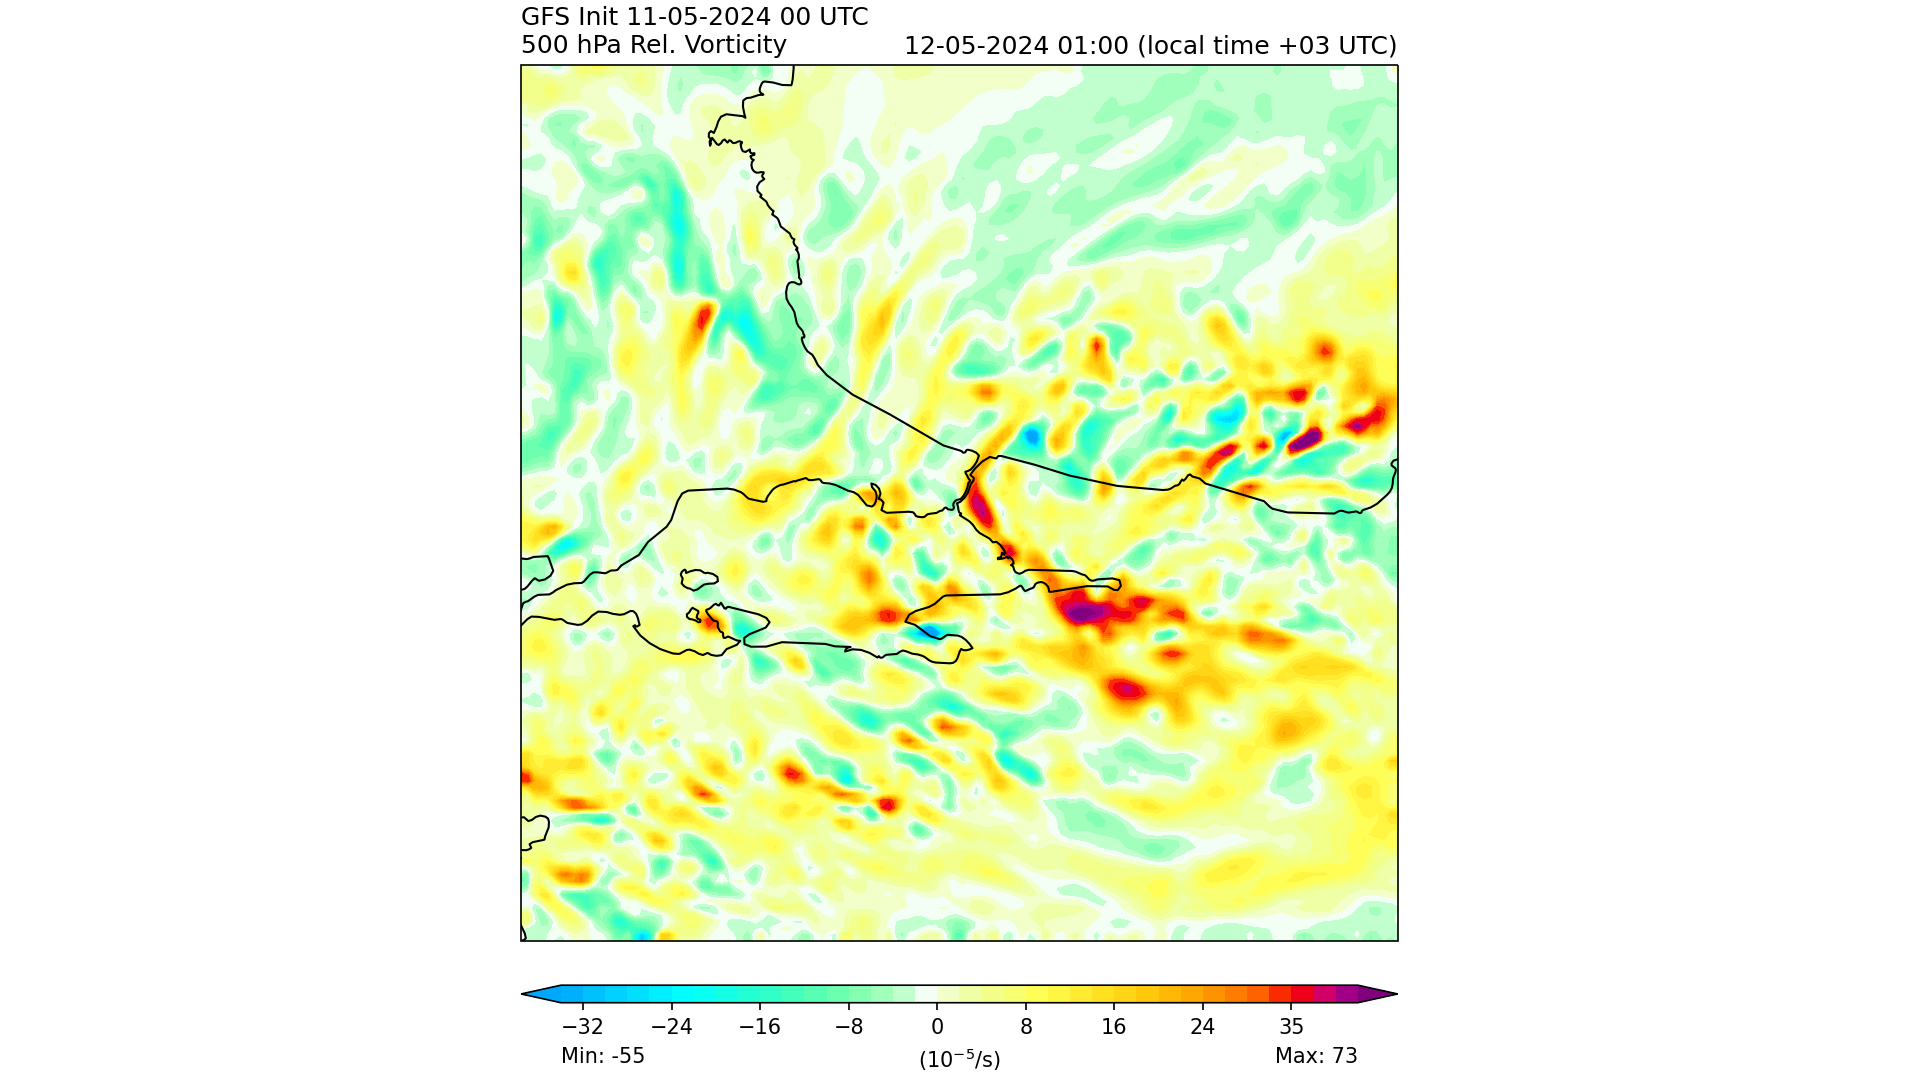 GFS Init 11-05-2024 00 UTC
500 hPa Rel. Vorticity
12-05-2024 01:00 (local time +03 UTC)
−32 −24 −16 −8 0 8 16 24 35
Min: -55
(10⁻⁵/s)
Max: 73